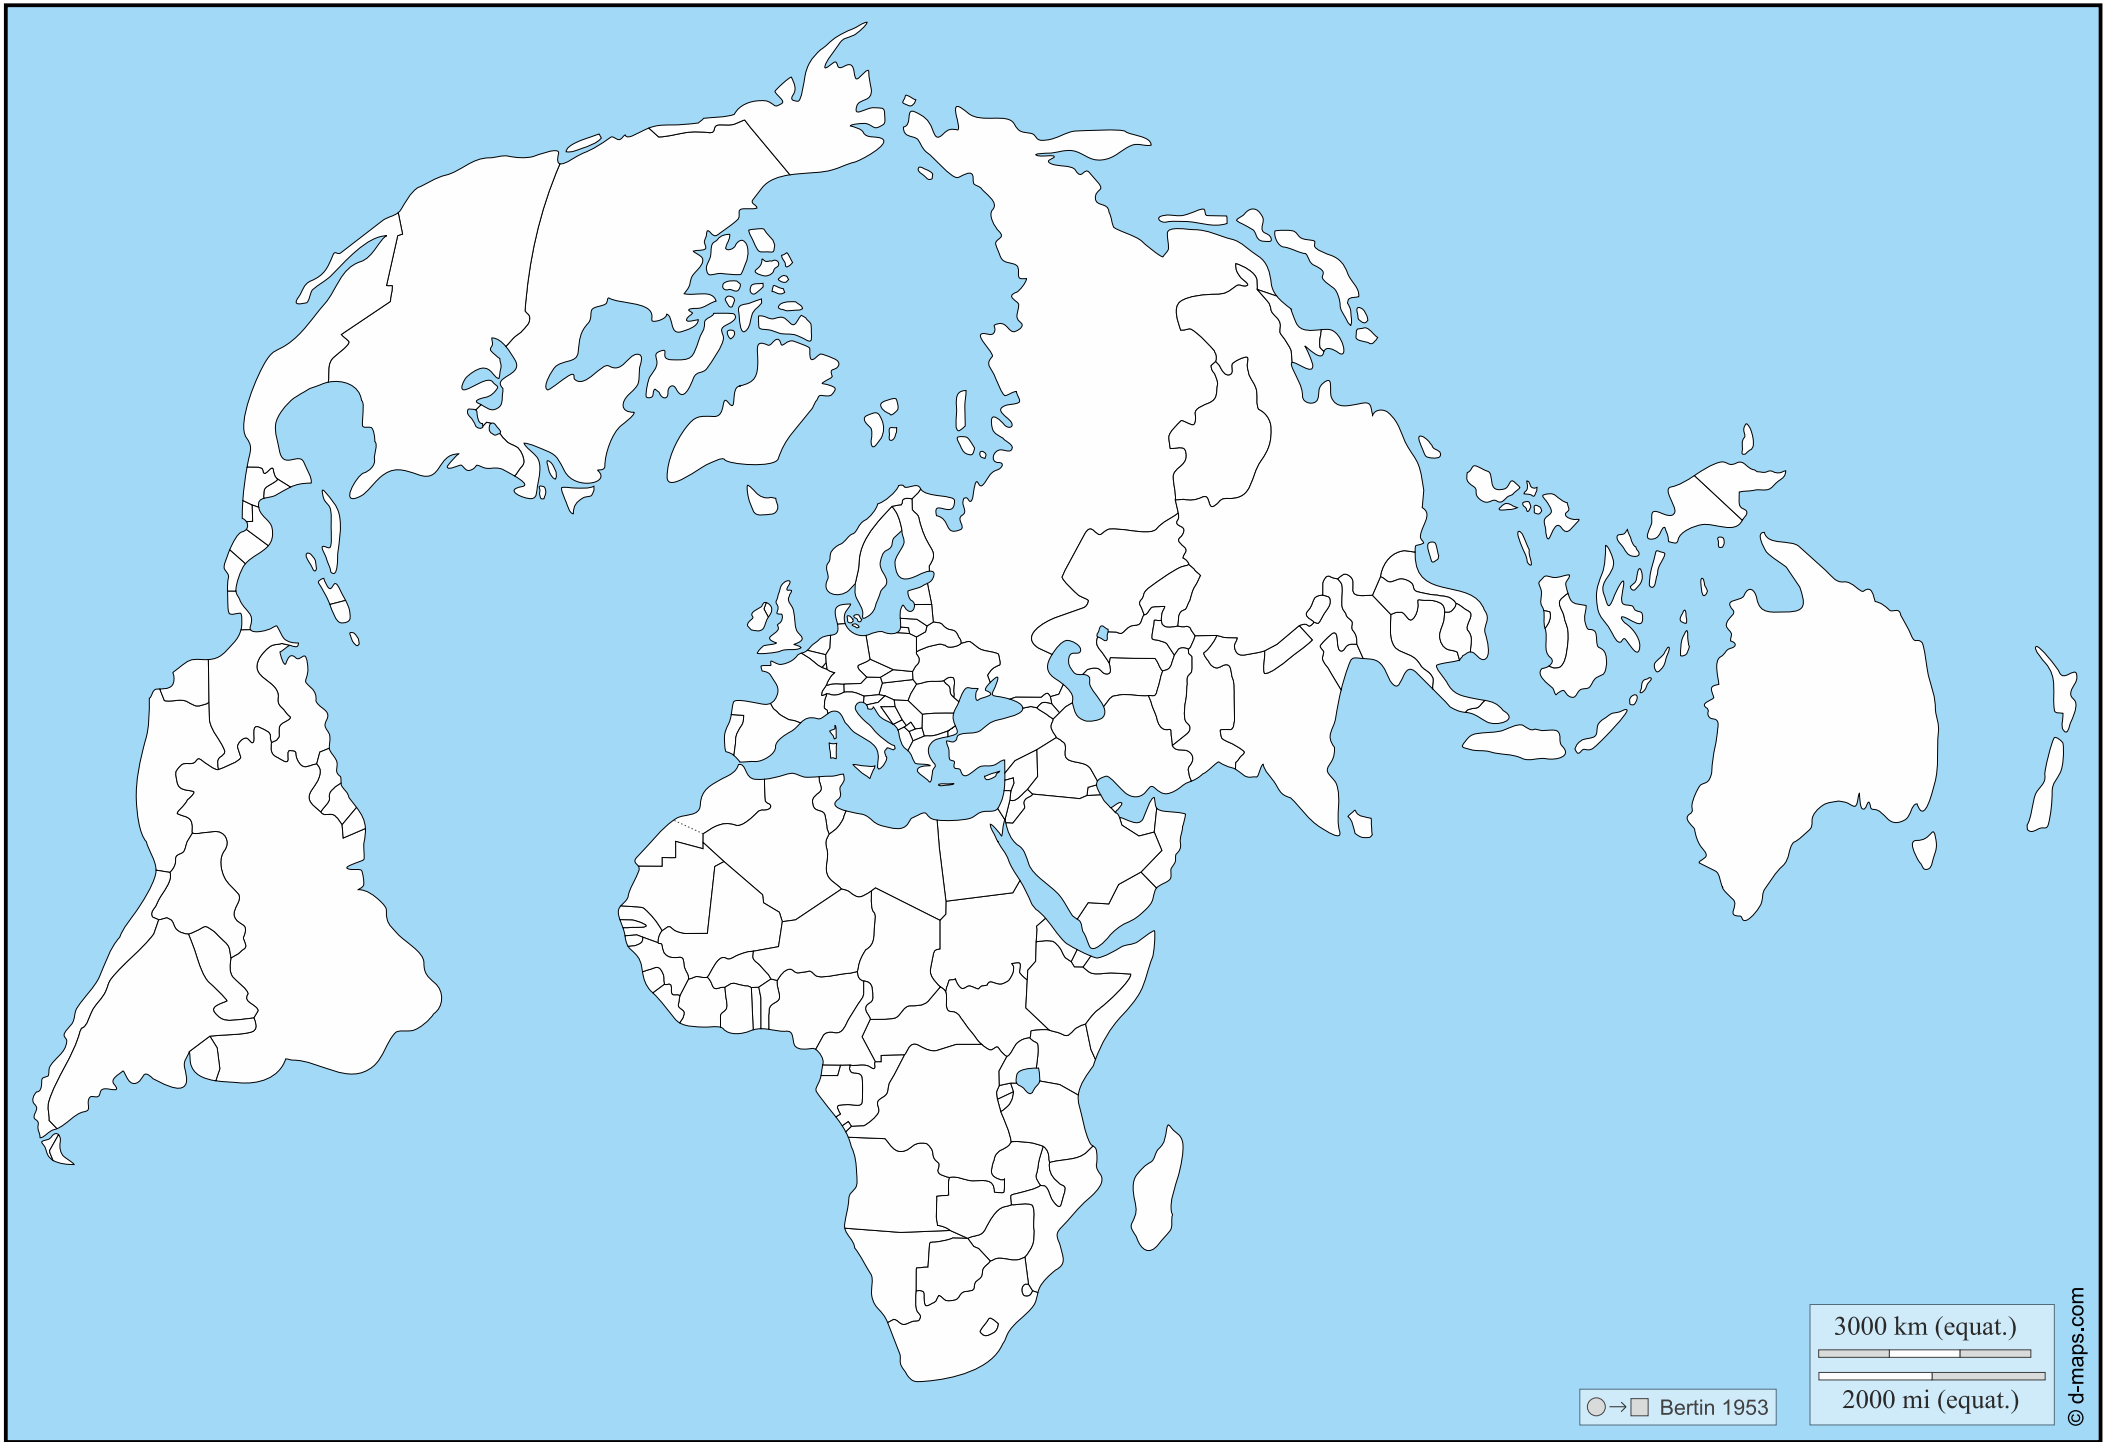 3000 km (equat.)
2000 mi (equat.)
Bertin 1953
© d-maps.com